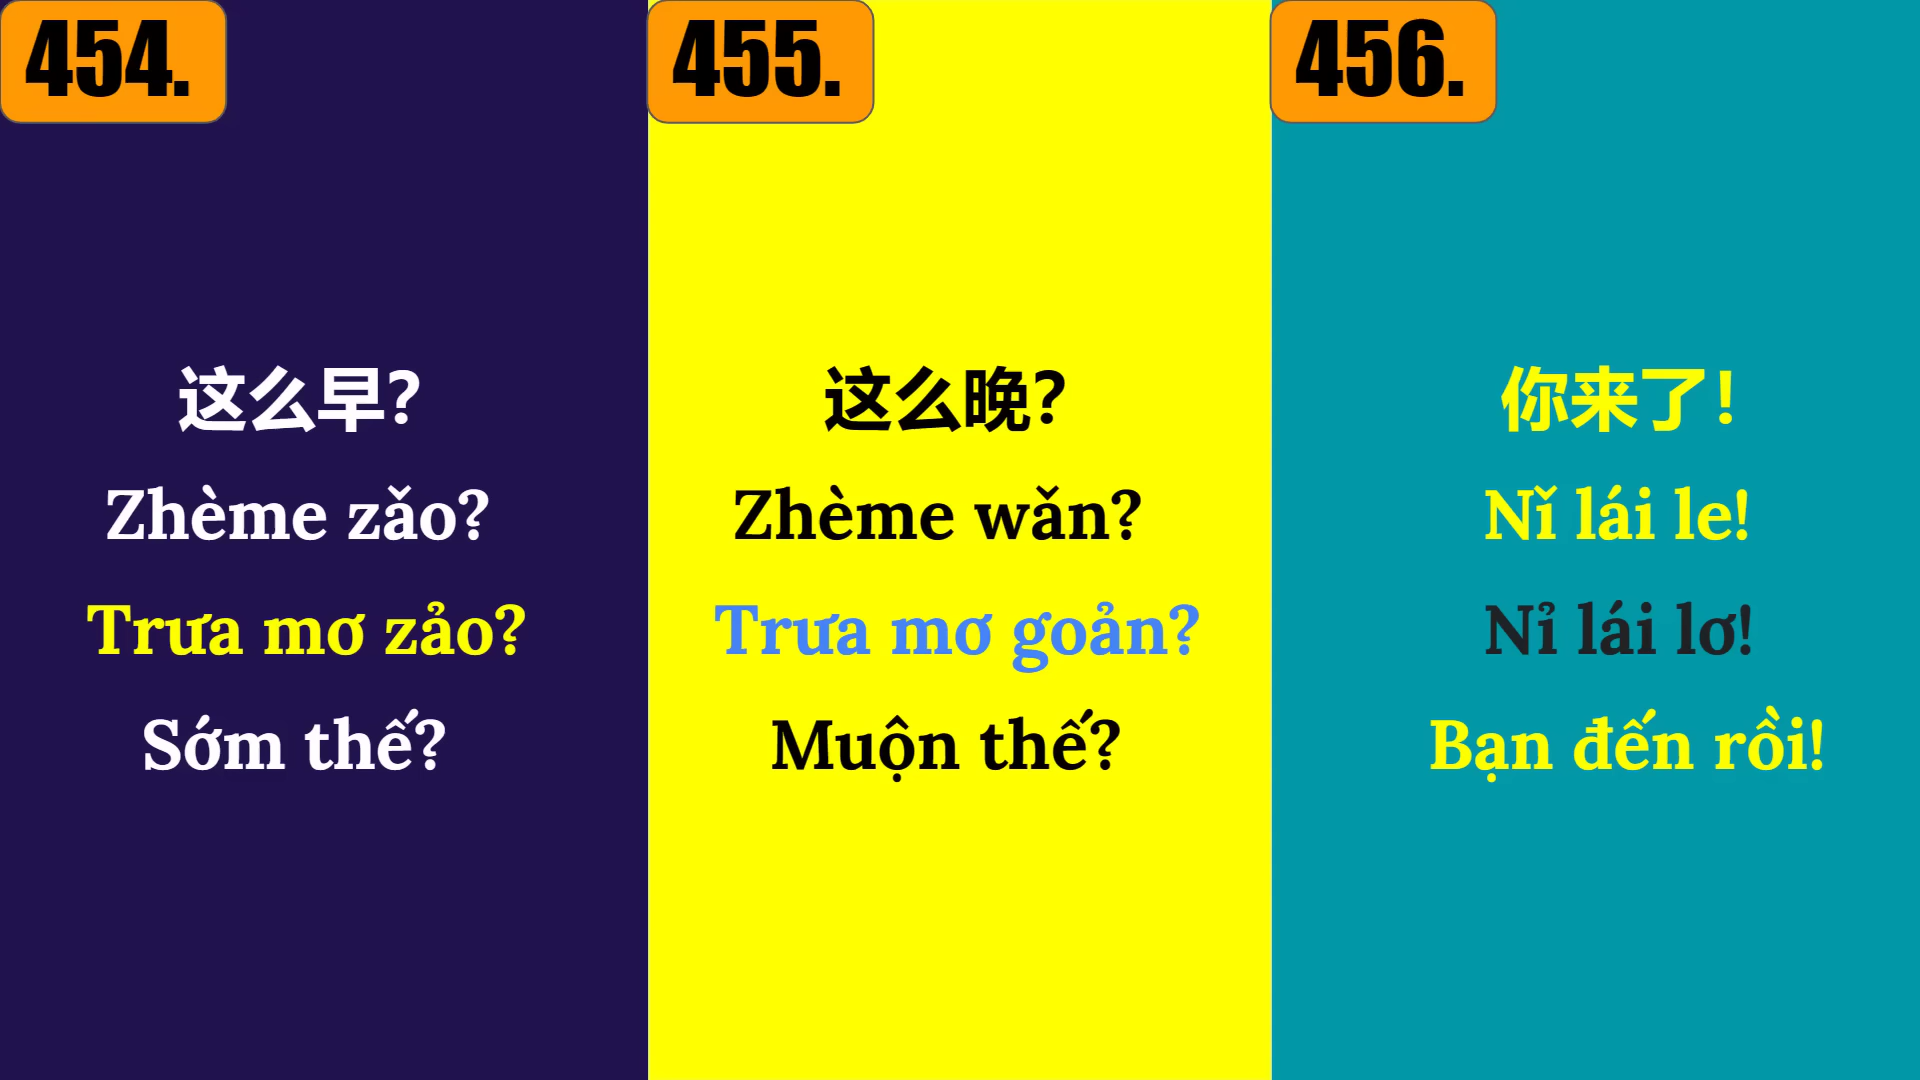 454.
这么早?
Zhème zǎo?
Trưa mơ zảo?
Sớm thế?
455.
这么晚?
Zhème wǎn?
Trưa mơ goản?
Muộn thế?
456.
你来了!
Nǐ lái le!
Nỉ lái lơ!
Bạn đến rồi!